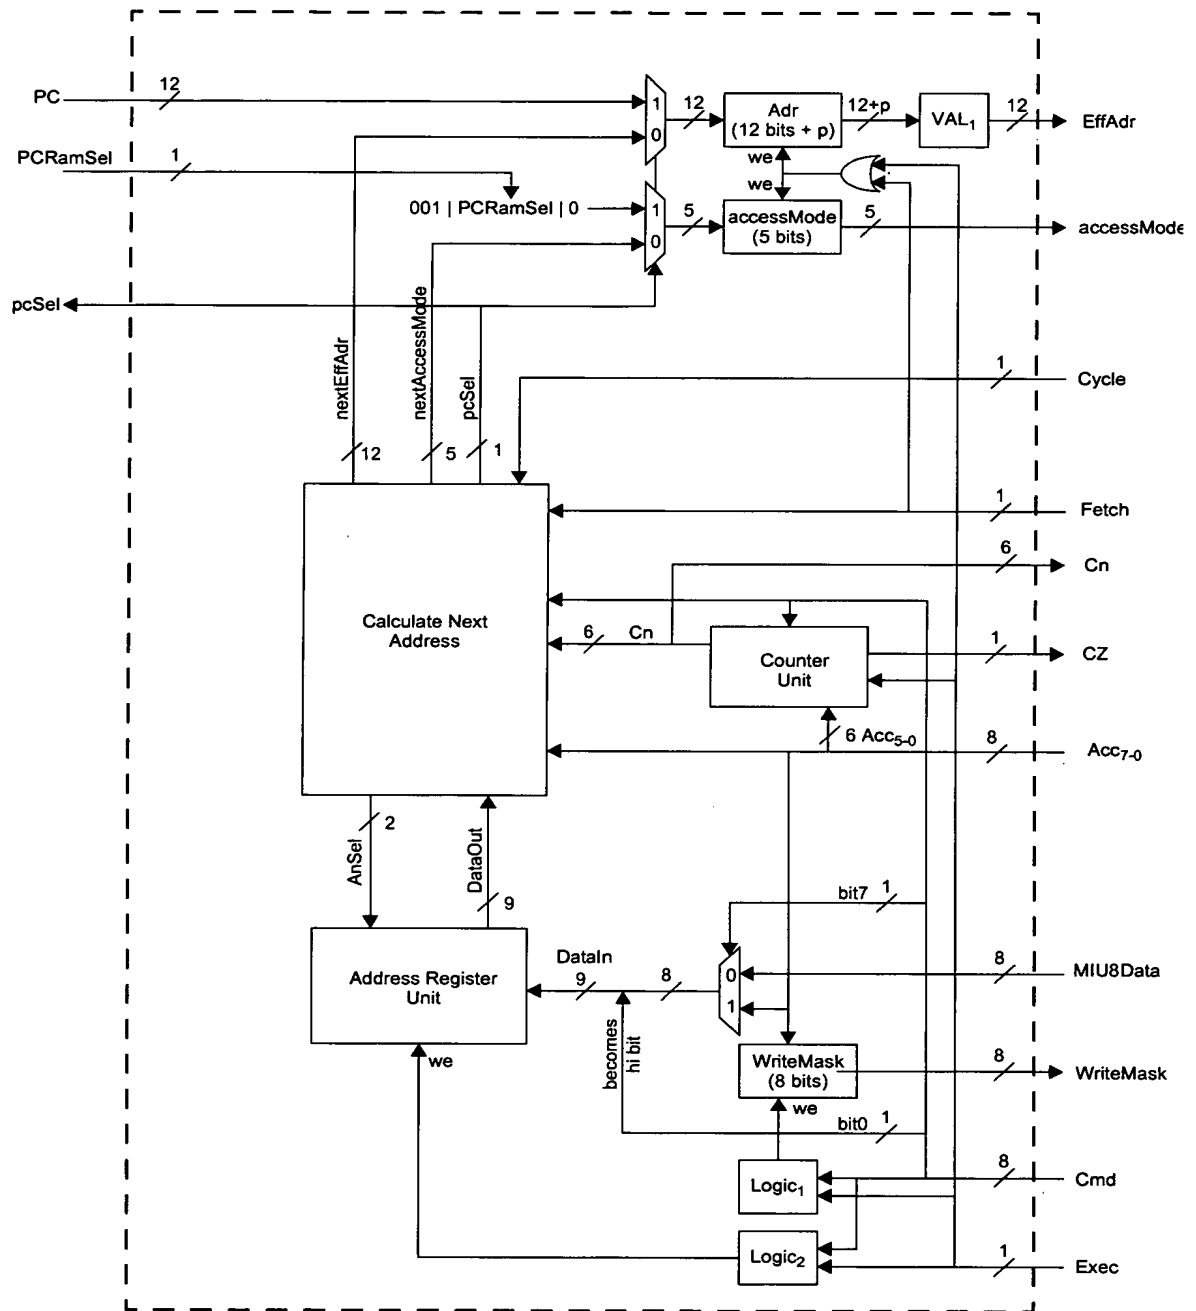 12
PC
1
12
Adr
(12 bits + p)
12+p
VAL1
12
EffAdr
0
PCRamSel
1
we
we
001 | PCRamSel | 0
1
5
accessMode
(5 bits)
5
accessMode
0
pcSel
nextEffAdr
nextAccessMode
pcSel
1
Cycle
12
5
1
1
Fetch
6
Cn
Calculate Next
Address
6
Cn
Counter
Unit
1
CZ
6 Acc5-0
8
Acc7-0
2
AnSel
DataOut
9
bit7
1
Address Register
Unit
DataIn
9
8
0
1
8
MIU8Data
becomes
hi bit
we
WriteMask
(8 bits)
8
WriteMask
we
bit0
1
Logic1
8
Cmd
Logic2
1
Exec